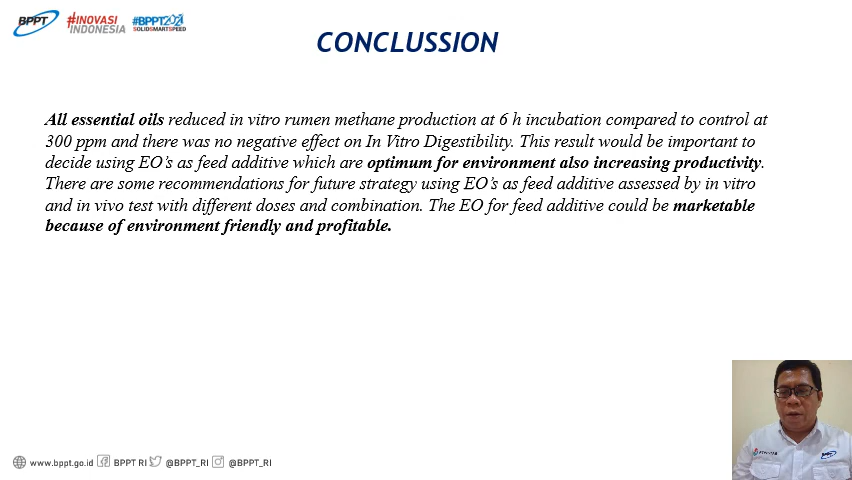 BPPT
#INOVASI
INDONESIA
SOLIDSMARTSPEED
CONCLUSSION
All essential oils reduced in vitro rumen methane production at 6 h incubation compared to control at
300 ppm and there was no negative effect on In Vitro Digestibility. This result would be important to
decide using EO's as feed additive which are optimum for environment also increasing productivity.
There are some recommendations for future strategy using EO's as feed additive assessed by in vitro
and in vivo test with different doses and combination. The EO for feed additive could be marketable
because of environment friendly and profitable.
www.bppt.go.id BPPT RI @BPPT_RI @BPPT_RI